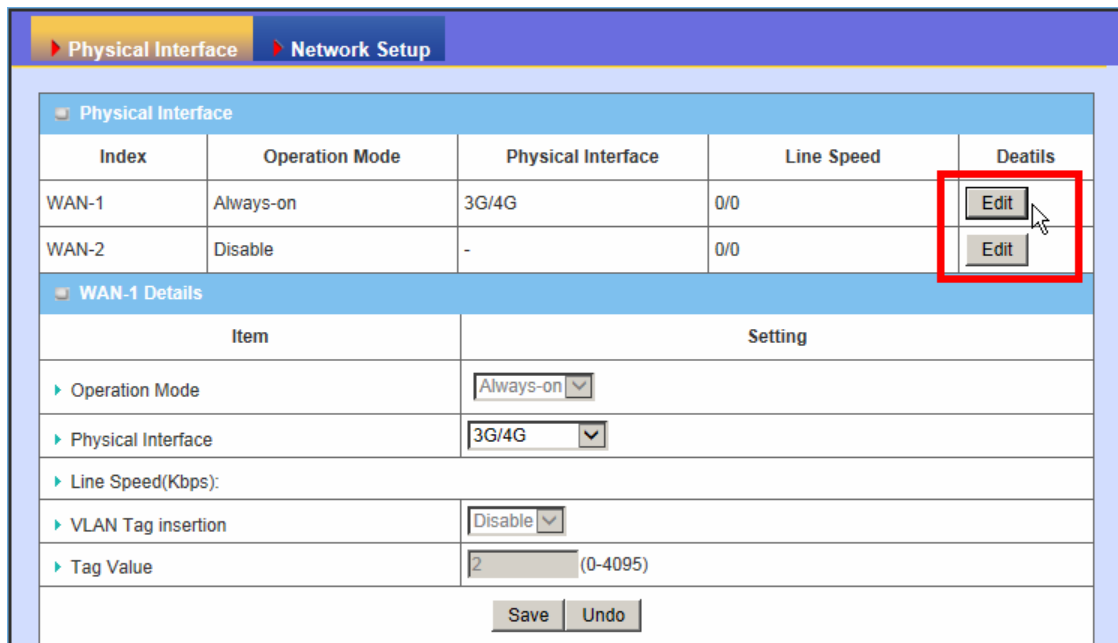 Physical Interface Network Setup
Physical Interface
Index Operation Mode Physical Interface Line Speed Deatils
WAN-1 Always-on 3G/4G 0/0 Edit
WAN-2 Disable - 0/0 Edit
WAN-1 Details
Item Setting
Operation Mode Always-on
Physical Interface 3G/4G
Line Speed(Kbps):
VLAN Tag insertion Disable
Tag Value 2 (0-4095)
Save Undo